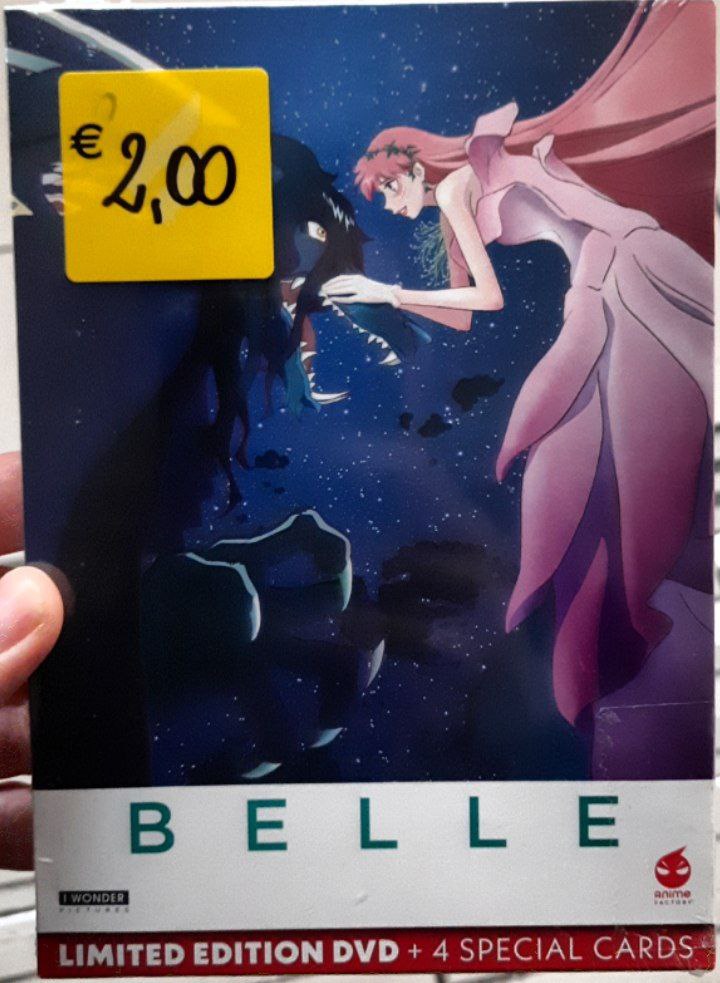 € 2,00
BELLE
I WONDER
PICTURES
ANIME
FACTORY
LIMITED EDITION DVD + 4 SPECIAL CARDS